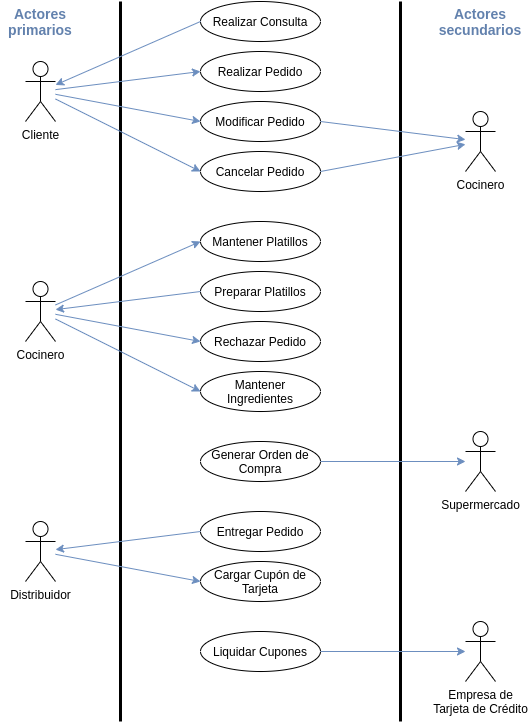 Actores
primarios
Actores
secundarios
Realizar Consulta
Realizar Pedido
Modificar Pedido
Cancelar Pedido
Cliente
Cocinero
Mantener Platillos
Preparar Platillos
Rechazar Pedido
Mantener
Ingredientes
Cocinero
Generar Orden de
Compra
Supermercado
Entregar Pedido
Cargar Cupón de
Tarjeta
Distribuidor
Liquidar Cupones
Empresa de
Tarjeta de Crédito